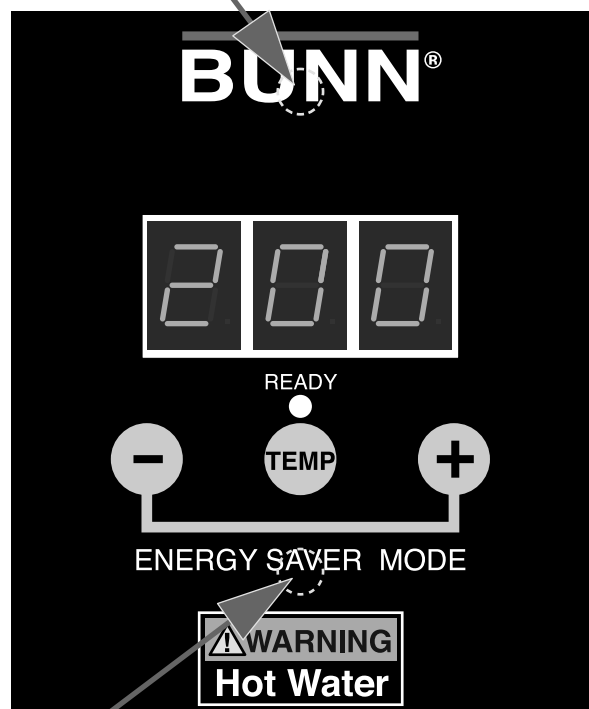 BUNN®
200
READY
− TEMP +
ENERGY SAVER MODE
⚠WARNING
Hot Water